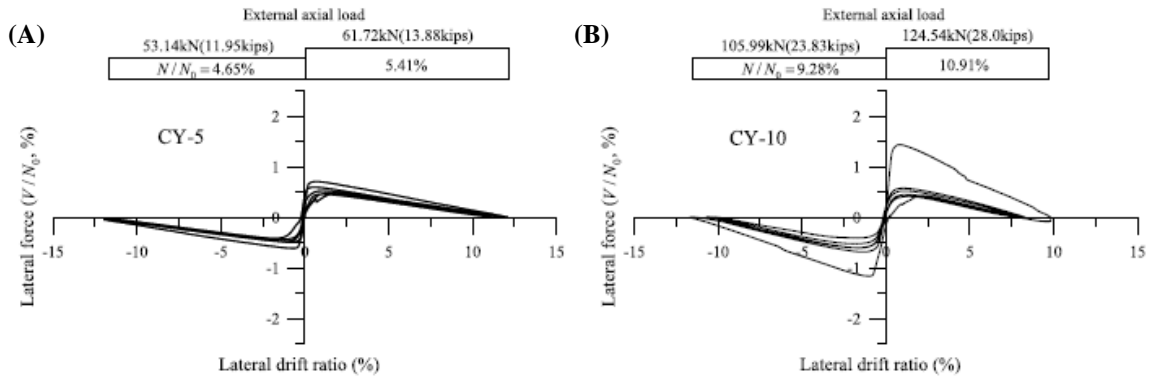 (A)
External axial load
53.14kN(11.95kips)
61.72kN(13.88kips)
N/N0=4.65%
5.41%
CY-5
Lateral force (V/N0, %)
2
1
0
-1
-2
-15
-10
-5
0
5
10
15
Lateral drift ratio (%)
(B)
External axial load
105.99kN(23.83kips)
124.54kN(28.0kips)
N/N0=9.28%
10.91%
CY-10
Lateral force (V/N0, %)
2
1
0
-1
-2
-15
-10
-5
0
5
10
15
Lateral drift ratio (%)